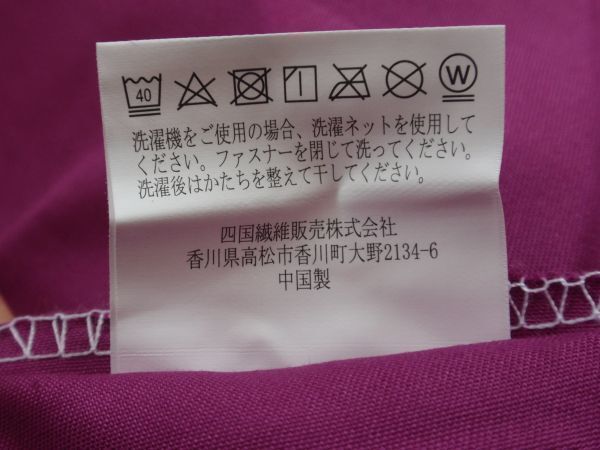 40 W
洗濯機をご使用の場合、洗濯ネットを使用して
ください。ファスナーを閉じて洗ってください。
洗濯後はかたちを整えて干してください。
四国繊維販売株式会社
香川県高松市香川町大野2134-6
中国製